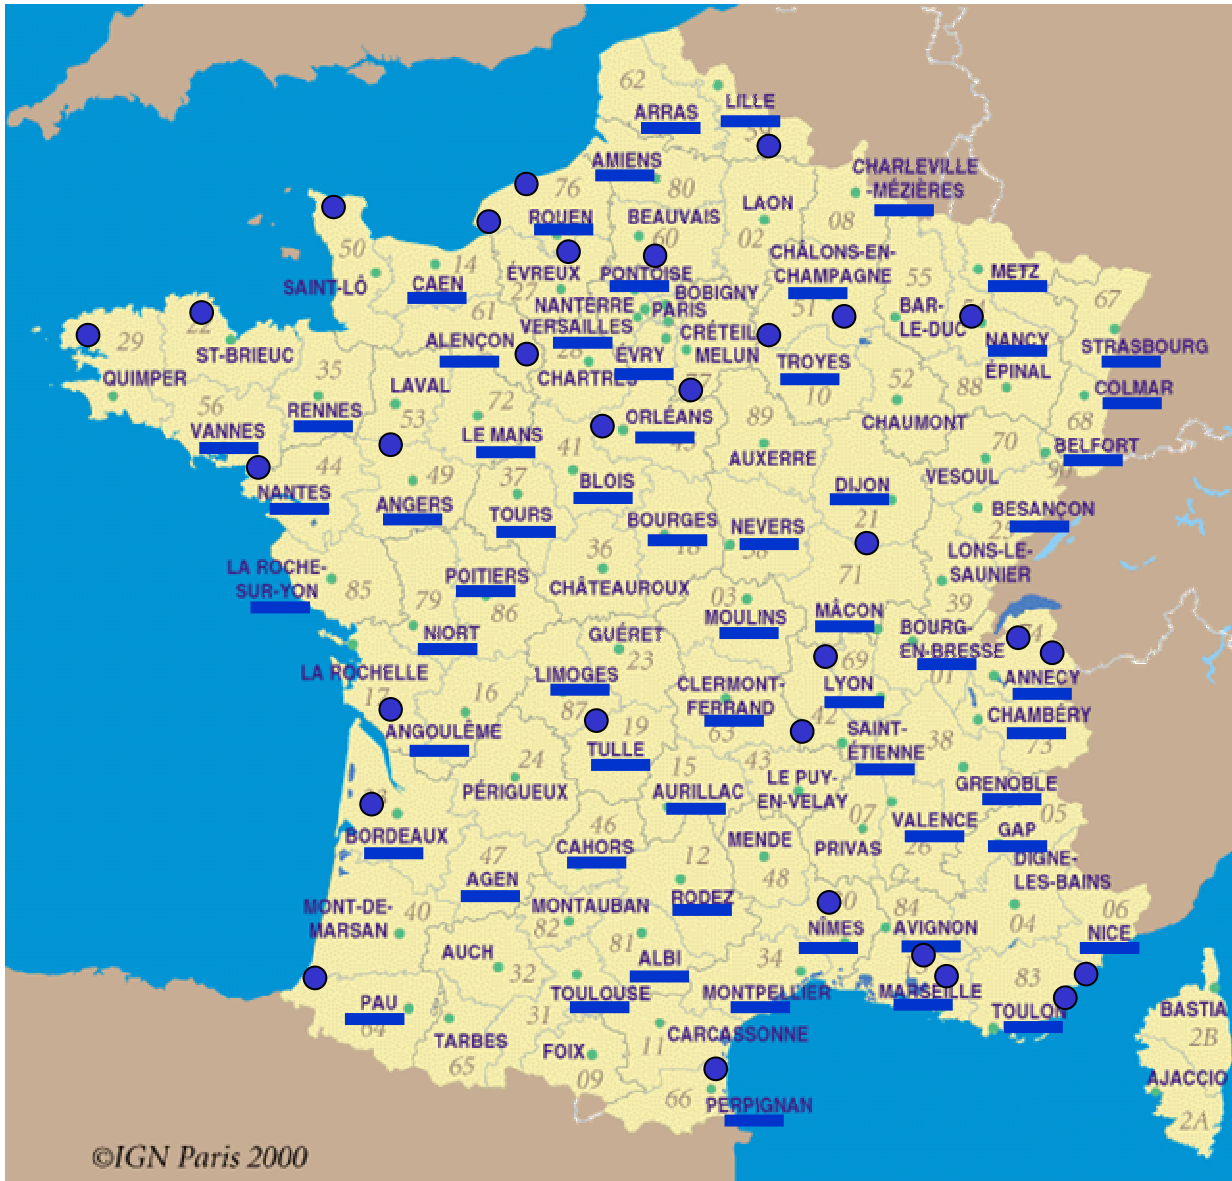 62
LILLE
ARRAS
59
AMIENS
CHARLEVILLE
-MÉZIÈRES
76
80
LAON
ROUEN
BEAUVAIS
08
50
60
02
CHÂLONS-EN-
CHAMPAGNE
14
ÉVREUX
PONTOISE
METZ
SAINT-LÔ
CAEN
27
55
BOBIGNY
67
NANTERRE
PARIS
51
BAR-
LE-DUC
54
61
VERSAILLES
CRÉTEIL
22
29
ALENÇON
NANCY
STRASBOURG
ST-BRIEUC
28
ÉVRY
MELUN
TROYES
ÉPINAL
QUIMPER
35
LAVAL
CHARTRES
77
52
88
COLMAR
56
RENNES
53
72
ORLÉANS
10
CHAUMONT
68
VANNES
LE MANS
41
45
89
70
BELFORT
44
49
37
AUXERRE
VESOUL
90
NANTES
BLOIS
DIJON
ANGERS
TOURS
BOURGES
NEVERS
21
BESANÇON
18
58
25
36
LONS-LE-
SAUNIER
LA ROCHE-
SUR-YON
85
POITIERS
CHÂTEAUROUX
71
79
86
03
39
MOULINS
MÂCON
NIORT
GUÉRET
BOURG-
EN-BRESSE
74
23
LA ROCHELLE
LIMOGES
69
01
ANNECY
17
16
CLERMONT-
FERRAND
LYON
87
19
42
CHAMBÉRY
ANGOULÊME
63
SAINT-
ÉTIENNE
38
73
TULLE
24
15
43
PÉRIGUEUX
AURILLAC
LE PUY-
EN-VELAY
GRENOBLE
07
05
BORDEAUX
46
VALENCE
GAP
CAHORS
MENDE
PRIVAS
26
47
12
DIGNE-
LES-BAINS
AGEN
48
RODEZ
MONT-DE-
MARSAN
40
MONTAUBAN
84
06
82
NÎMES
AVIGNON
04
NICE
AUCH
81
32
ALBI
34
83
PAU
TOULOUSE
MONTPELLIER
MARSEILLE
64
31
TOULON
BASTIA
TARBES
CARCASSONNE
2B
65
FOIX
11
09
AJACCIO
66
PERPIGNAN
2A
©IGN Paris 2000